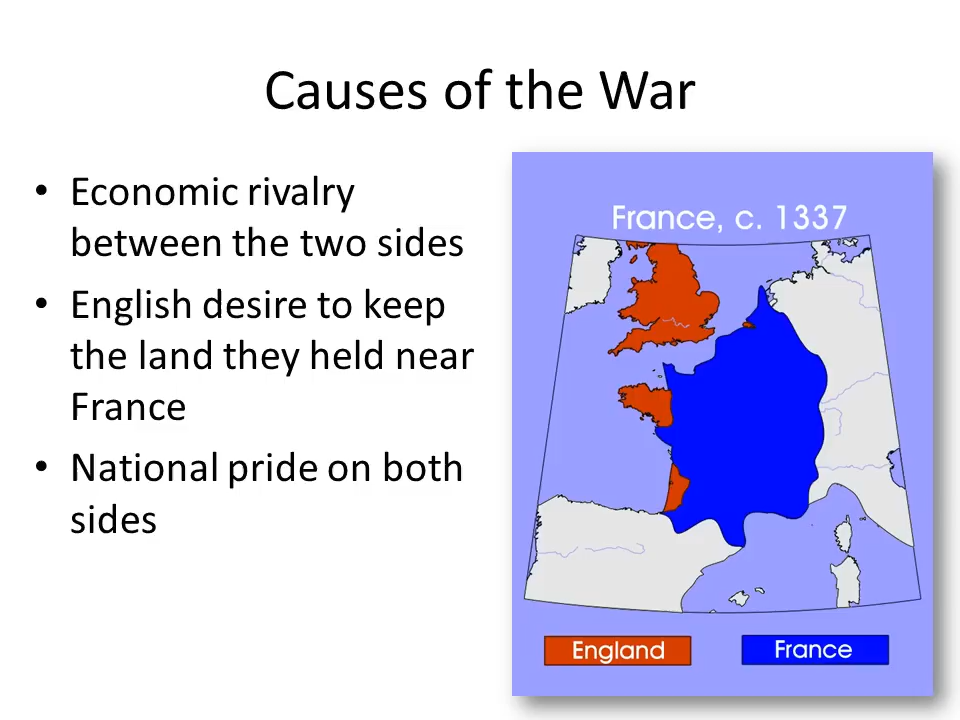 Causes of the War
• Economic rivalry
between the two sides
• English desire to keep
the land they held near
France
• National pride on both
sides
France, c. 1337
England
France